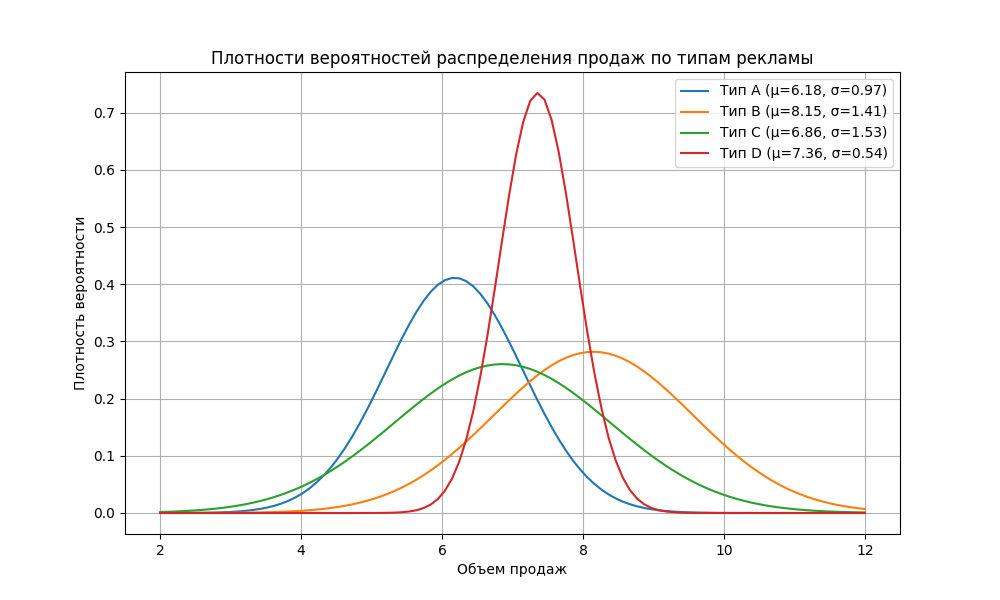 Плотности вероятностей распределения продаж по типам рекламы
Тип A (μ=6.18, σ=0.97)
Тип B (μ=8.15, σ=1.41)
Тип C (μ=6.86, σ=1.53)
Тип D (μ=7.36, σ=0.54)
Плотность вероятности
0.7
0.6
0.5
0.4
0.3
0.2
0.1
0.0
2 4 6 8 10 12
Объем продаж